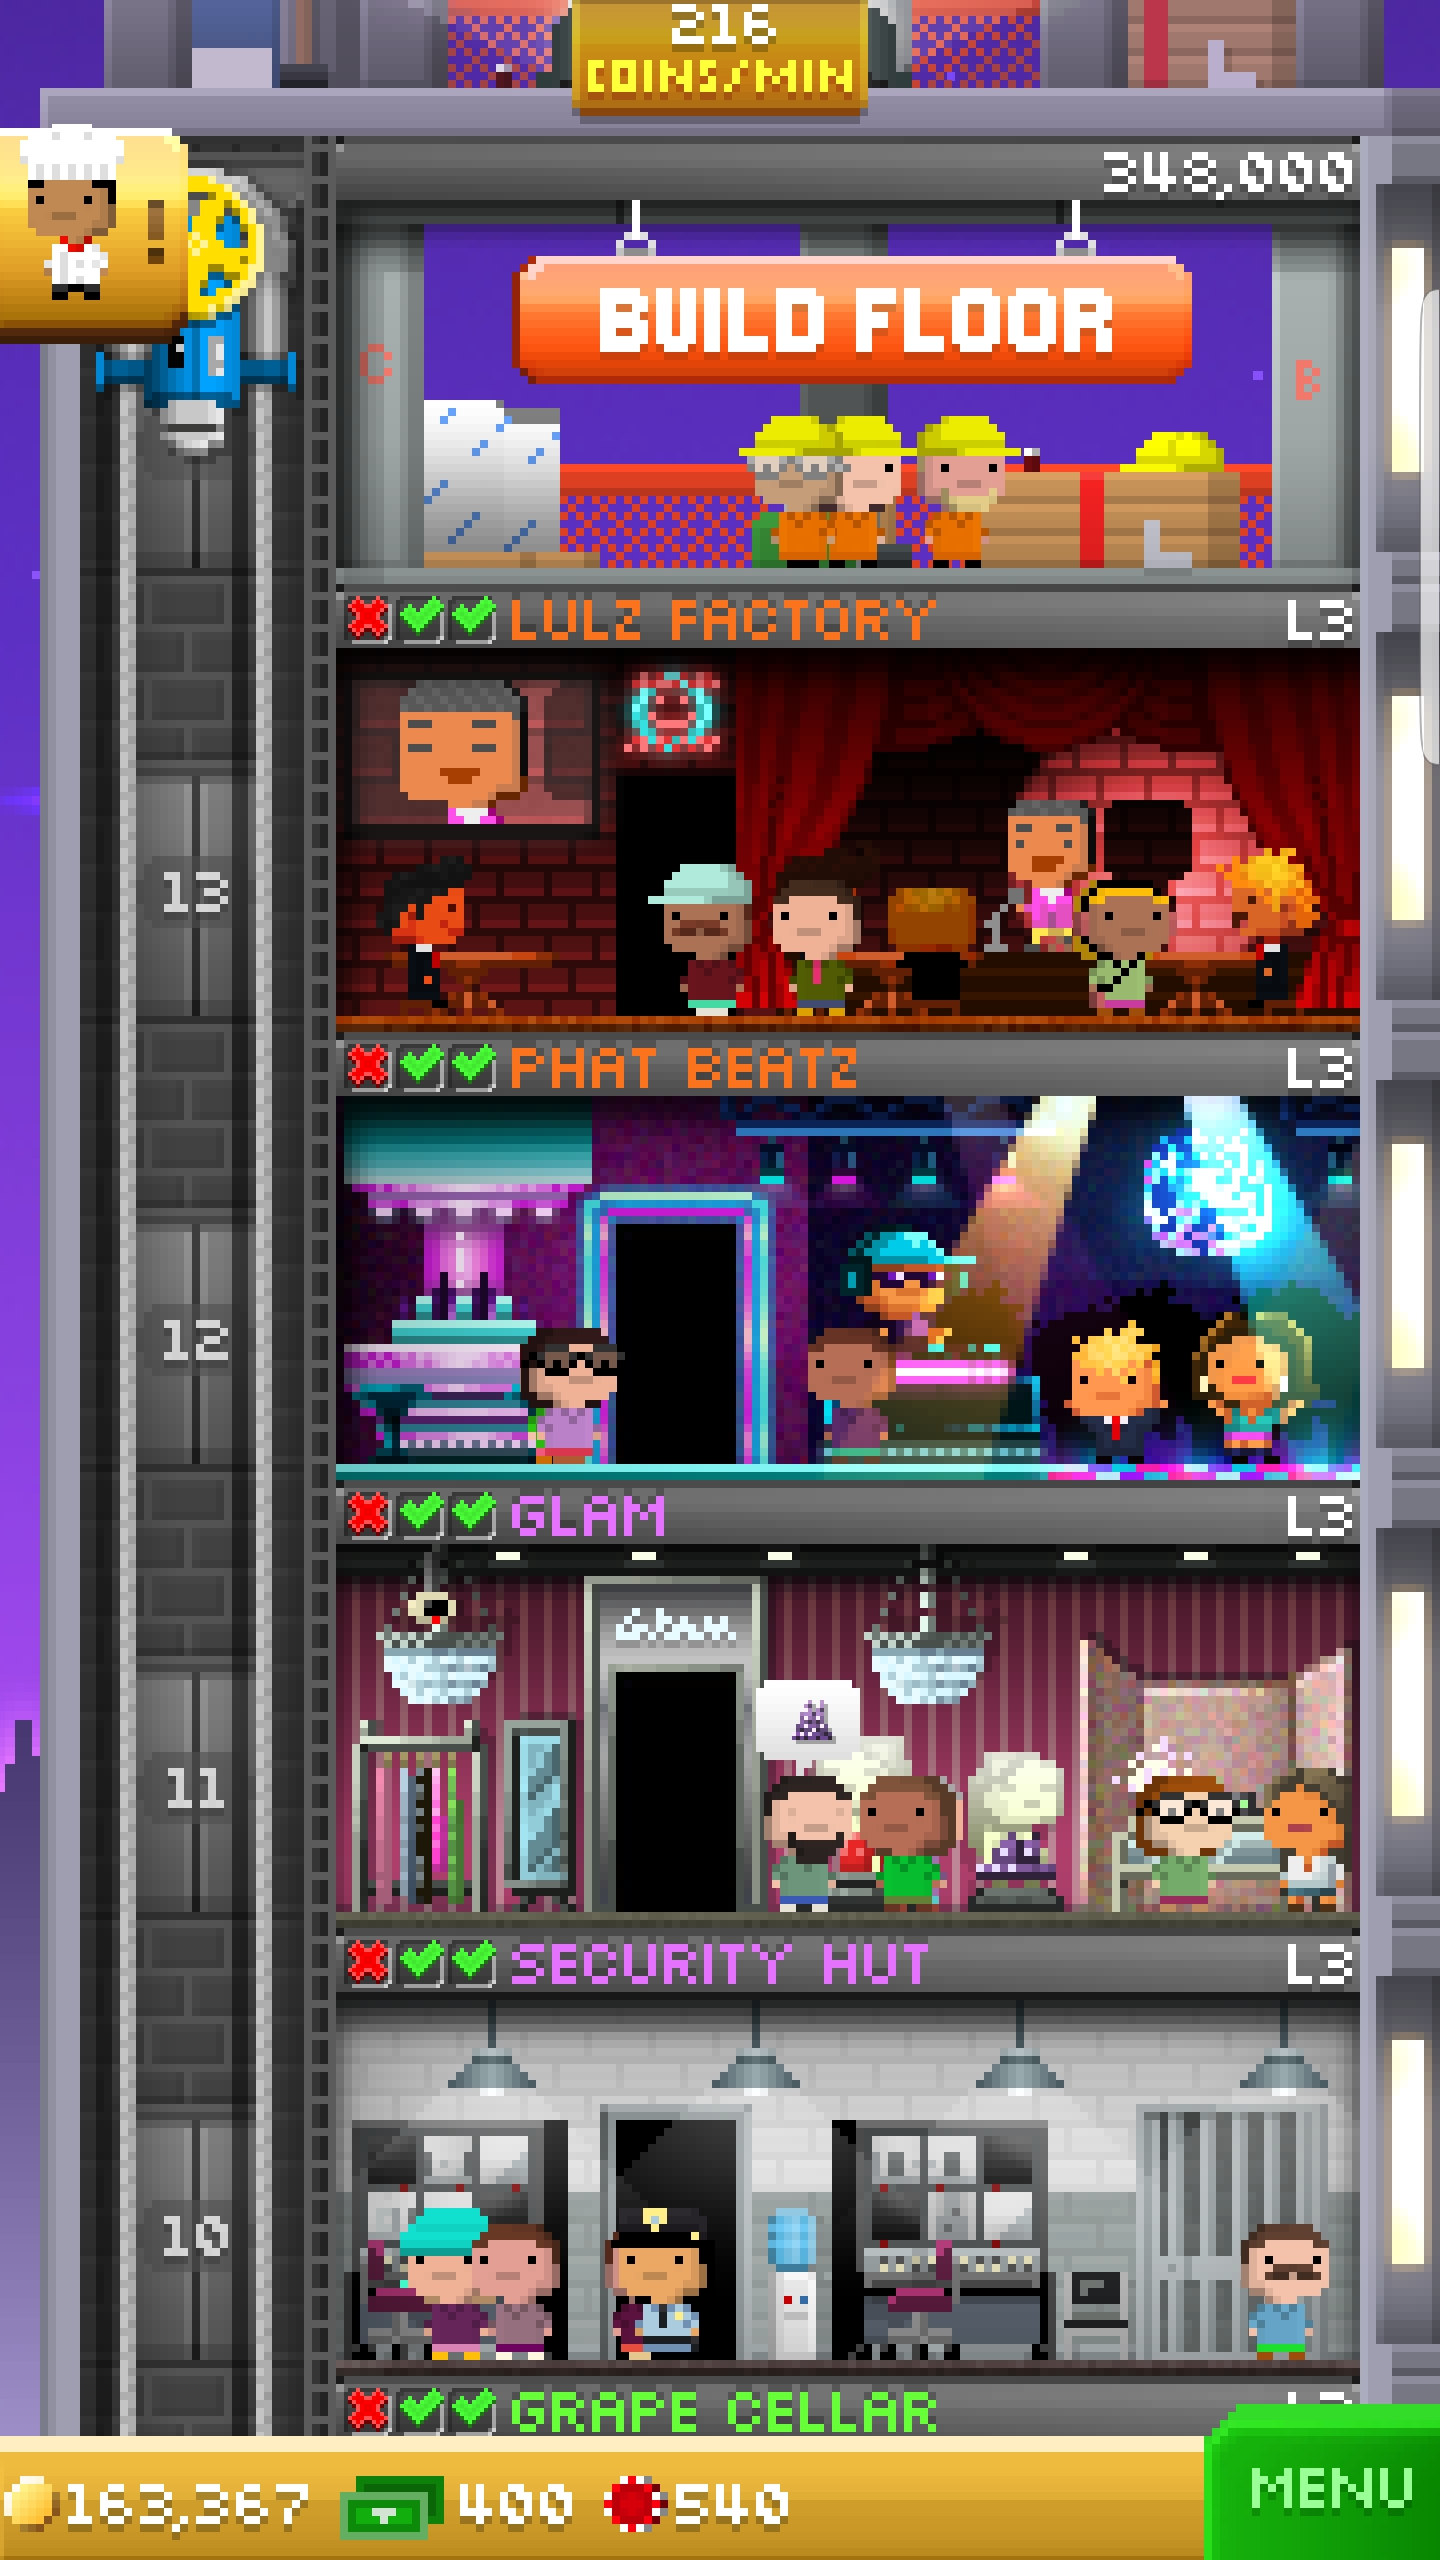 216
COINS/MIN
348,000
!
BUILD FLOOR
C
B
LULZ FACTORY L3
13
PHAT BEATZ L3
12
GLAM L3
Glam
11
SECURITY HUT L3
10
GRAPE CELLAR
163,367 400 540
MENU